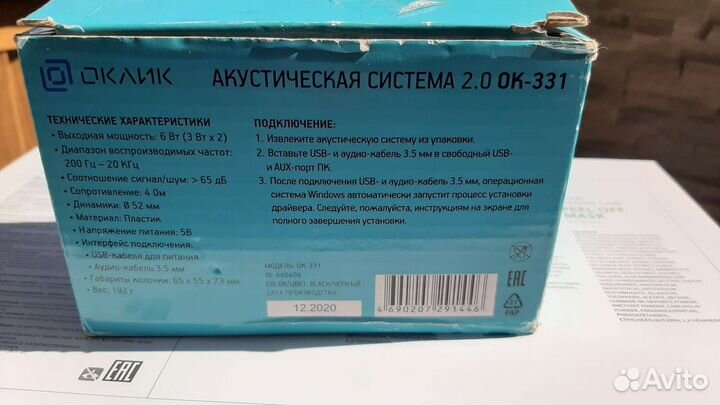 ОКЛИК
АКУСТИЧЕСКАЯ СИСТЕМА 2.0 OK-331
ТЕХНИЧЕСКИЕ ХАРАКТЕРИСТИКИ
• Выходная мощность: 6 Вт (3 Вт x 2)
• Диапазон воспроизводимых частот:
200 Гц – 20 КГц
• Соотношение сигнал/шум: > 65 дБ
• Сопротивление: 4 Ом
• Динамики: Ø 52 мм
• Материал: Пластик
• Напряжение питания: 5В
• Интерфейс подключения:
USB-кабель для питания
Аудио-кабель 3.5 мм
• Габариты колонки: 65 x 55 x 73 мм
• Вес: 192 г
ПОДКЛЮЧЕНИЕ:
1. Извлеките акустическую систему из упаковки.
2. Вставьте USB- и аудио-кабель 3.5 мм в свободный USB-
и AUX-порт ПК.
3. После подключения USB- и аудио-кабель 3.5 мм, операционная
система Windows автоматически запустит процесс установки
драйвера. Следуйте, пожалуйста, инструкциям на экране для
полного завершения установки.
МОДЕЛЬ: OK-331
ID: 440404
COLOR/ЦВЕТ: BLACK/ЧЕРНЫЙ
ДАТА ПРОИЗВОДСТВА
12.2020
4 690207 291446
EAC
21
PAP
PEEL-OFF
MASK
EAC
Avito